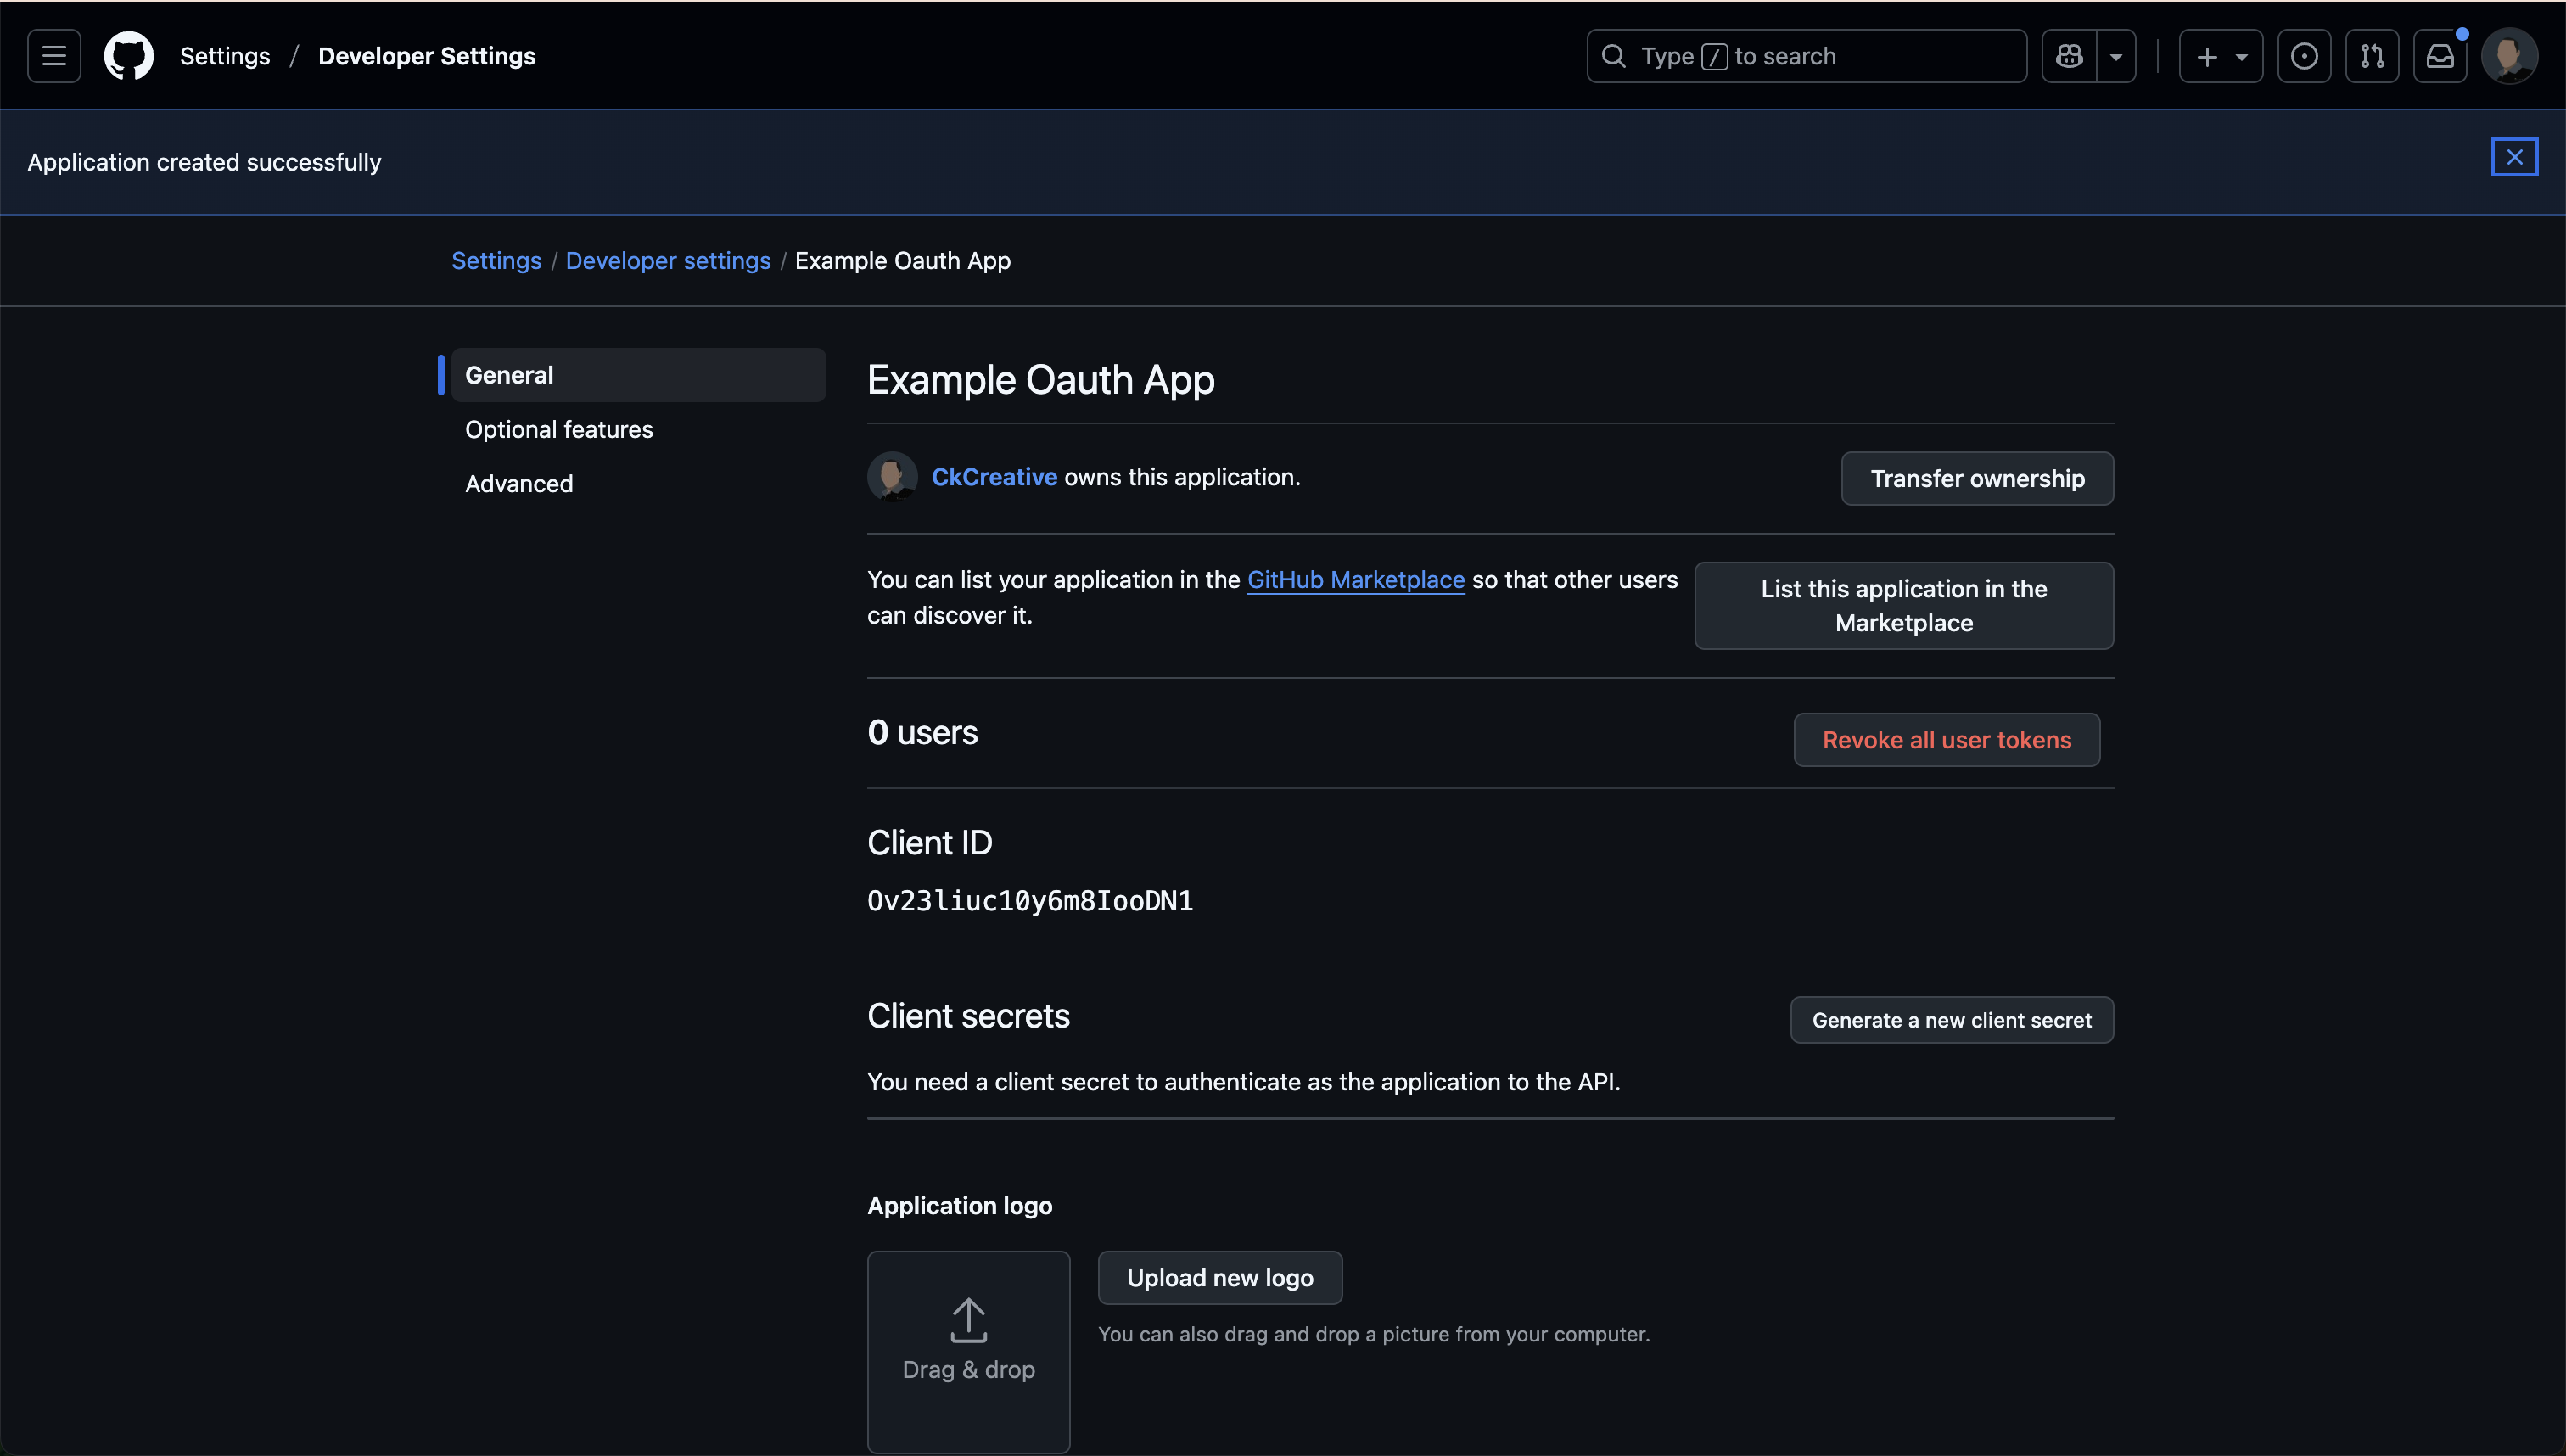 Settings / Developer Settings
Type / to search
Application created successfully
Settings / Developer settings / Example Oauth App
General
Optional features
Advanced
Example Oauth App
CkCreative owns this application.
Transfer ownership
You can list your application in the GitHub Marketplace so that other users
can discover it.
List this application in the
Marketplace
0 users
Revoke all user tokens
Client ID
Ov23liuc10y6m8IooDN1
Client secrets
Generate a new client secret
You need a client secret to authenticate as the application to the API.
Application logo
Drag & drop
Upload new logo
You can also drag and drop a picture from your computer.